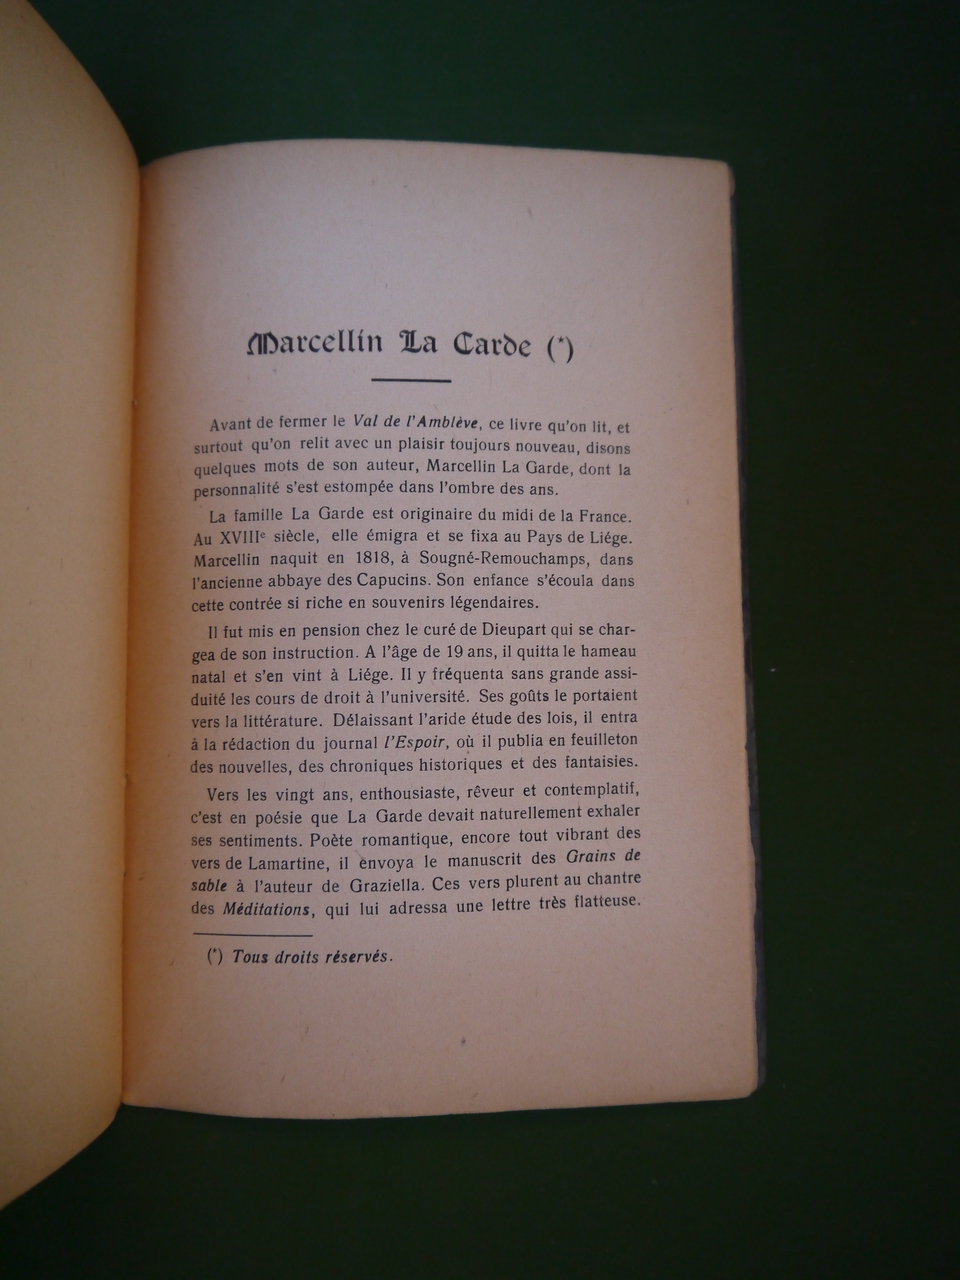 Marcellin La Garde (*)
Avant de fermer le Val de l'Amblève, ce livre qu'on lit, et
surtout qu'on relit avec un plaisir toujours nouveau, disons
quelques mots de son auteur, Marcellin La Garde, dont la
personnalité s'est estompée dans l'ombre des ans.
La famille La Garde est originaire du midi de la France.
Au XVIIIe siècle, elle émigra et se fixa au Pays de Liége.
Marcellin naquit en 1818, à Sougné-Remouchamps, dans
l'ancienne abbaye des Capucins. Son enfance s'écoula dans
cette contrée si riche en souvenirs légendaires.
Il fut mis en pension chez le curé de Dieupart qui se char-
gea de son instruction. A l'âge de 19 ans, il quitta le hameau
natal et s'en vint à Liége. Il y fréquenta sans grande assi-
duité les cours de droit à l'université. Ses goûts le portaient
vers la littérature. Délaissant l'aride étude des lois, il entra
à la rédaction du journal l'Espoir, où il publia en feuilleton
des nouvelles, des chroniques historiques et des fantaisies.
Vers les vingt ans, enthousiaste, rêveur et contemplatif,
c'est en poésie que La Garde devait naturellement exhaler
ses sentiments. Poète romantique, encore tout vibrant des
vers de Lamartine, il envoya le manuscrit des Grains de
sable à l'auteur de Graziella. Ces vers plurent au chantre
des Méditations, qui lui adressa une lettre très flatteuse.
(*) Tous droits réservés.